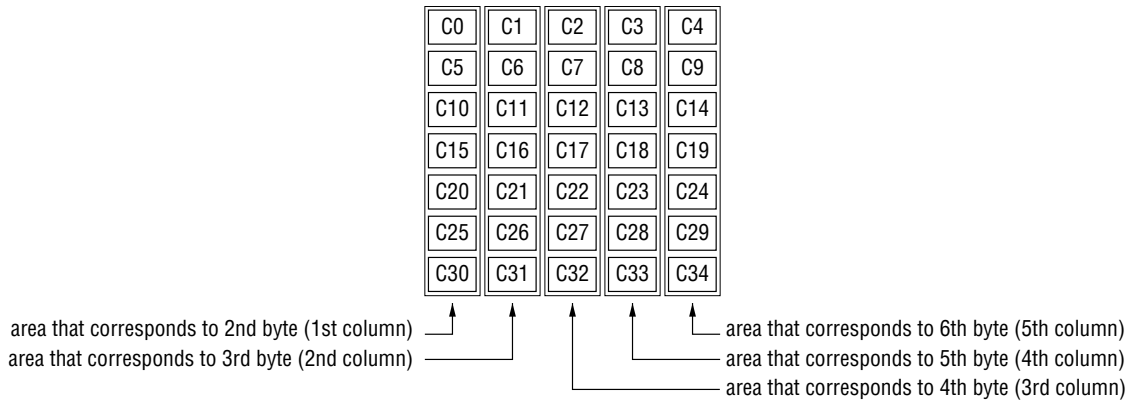 C0 C1 C2 C3 C4
C5 C6 C7 C8 C9
C10 C11 C12 C13 C14
C15 C16 C17 C18 C19
C20 C21 C22 C23 C24
C25 C26 C27 C28 C29
C30 C31 C32 C33 C34
area that corresponds to 2nd byte (1st column)
area that corresponds to 3rd byte (2nd column)
area that corresponds to 6th byte (5th column)
area that corresponds to 5th byte (4th column)
area that corresponds to 4th byte (3rd column)